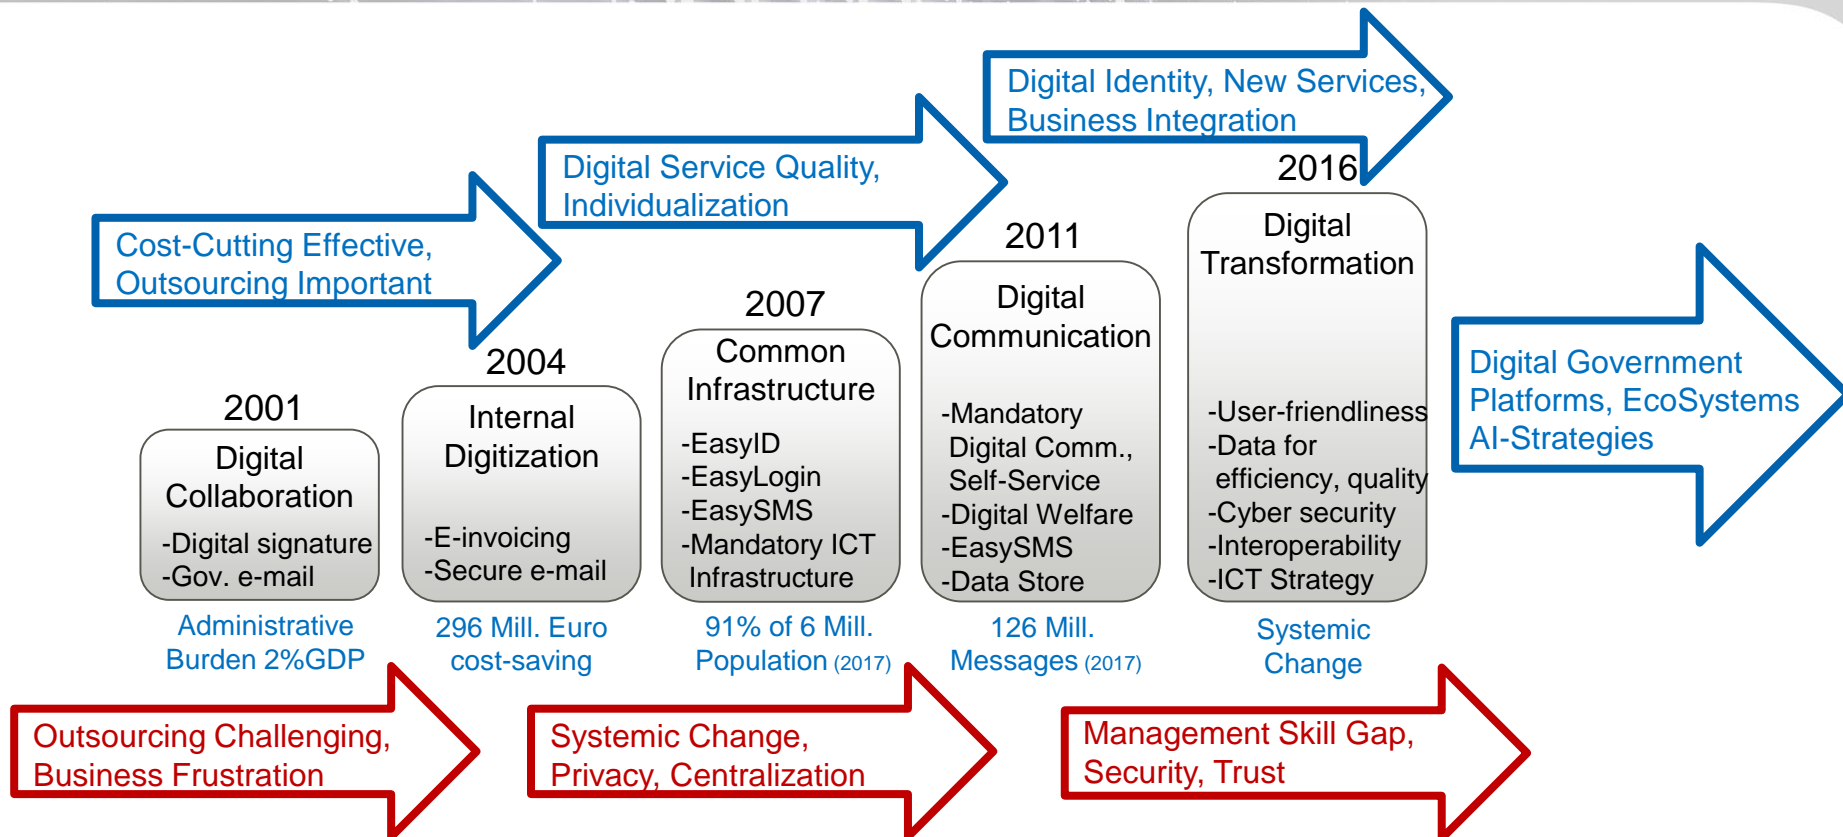 Digital Identity, New Services,
Business Integration
Digital Service Quality,
Individualization
Cost-Cutting Effective,
Outsourcing Important
2001
Digital
Collaboration
-Digital signature
-Gov. e-mail
Administrative
Burden 2%GDP
2004
Internal
Digitization
-E-invoicing
-Secure e-mail
296 Mill. Euro
cost-saving
2007
Common
Infrastructure
-EasyID
-EasyLogin
-EasySMS
-Mandatory ICT
Infrastructure
91% of 6 Mill.
Population (2017)
2011
Digital
Communication
-Mandatory
Digital Comm.,
Self-Service
-Digital Welfare
-EasySMS
-Data Store
126 Mill.
Messages (2017)
2016
Digital
Transformation
-User-friendliness
-Data for
efficiency, quality
-Cyber security
-Interoperability
-ICT Strategy
Systemic
Change
Digital Government
Platforms, EcoSystems
AI-Strategies
Outsourcing Challenging,
Business Frustration
Systemic Change,
Privacy, Centralization
Management Skill Gap,
Security, Trust